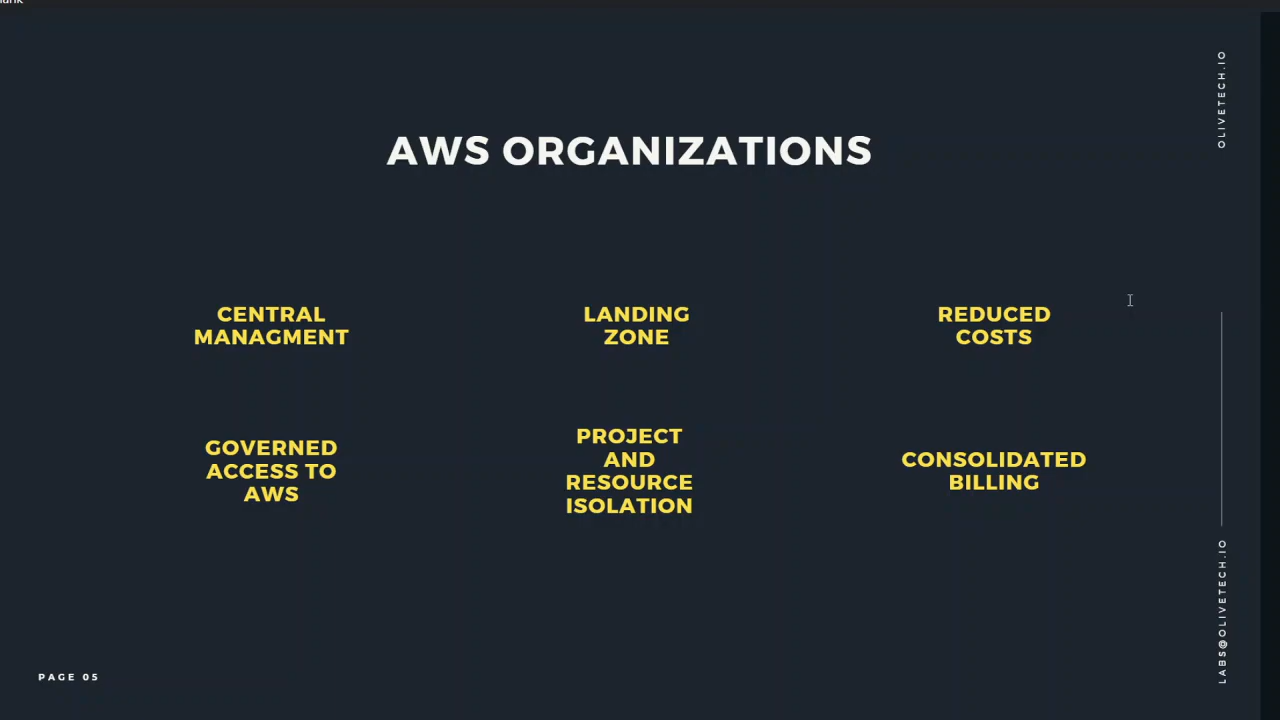 OLIVETECH.IO
AWS ORGANIZATIONS
CENTRAL
MANAGMENT
LANDING
ZONE
REDUCED
COSTS
GOVERNED
ACCESS TO
AWS
PROJECT
AND
RESOURCE
ISOLATION
CONSOLIDATED
BILLING
LABS@OLIVETECH.IO
PAGE 05